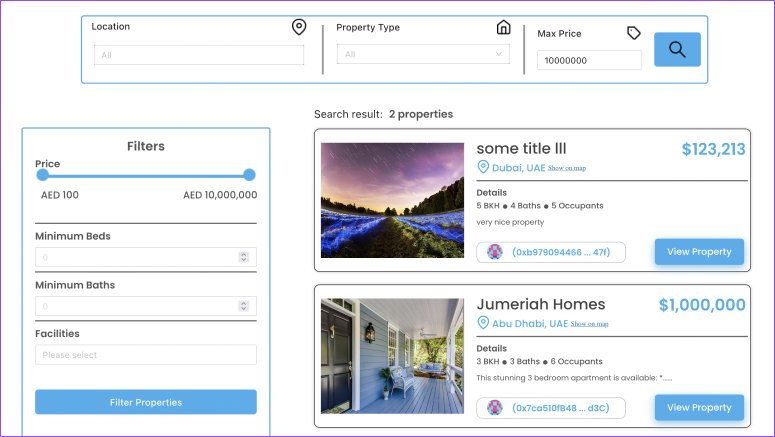 Location
All
Property Type
All
Max Price
10000000
Search result: 2 properties
Filters
Price
AED 100 AED 10,000,000
Minimum Beds
0
Minimum Baths
0
Facilities
Please select
Filter Properties
some title lll $123,213
Dubai, UAE Show on map
Details
5 BKH ● 4 Baths ● 5 Occupants
very nice property
(0xb979094466 ... 47f) View Property
Jumeriah Homes $1,000,000
Abu Dhabi, UAE Show on map
Details
3 BKH ● 3 Baths ● 6 Occupants
This stunning 3 bedroom apartment is available: *.....
(0x7ca510fB48 ... d3C) View Property